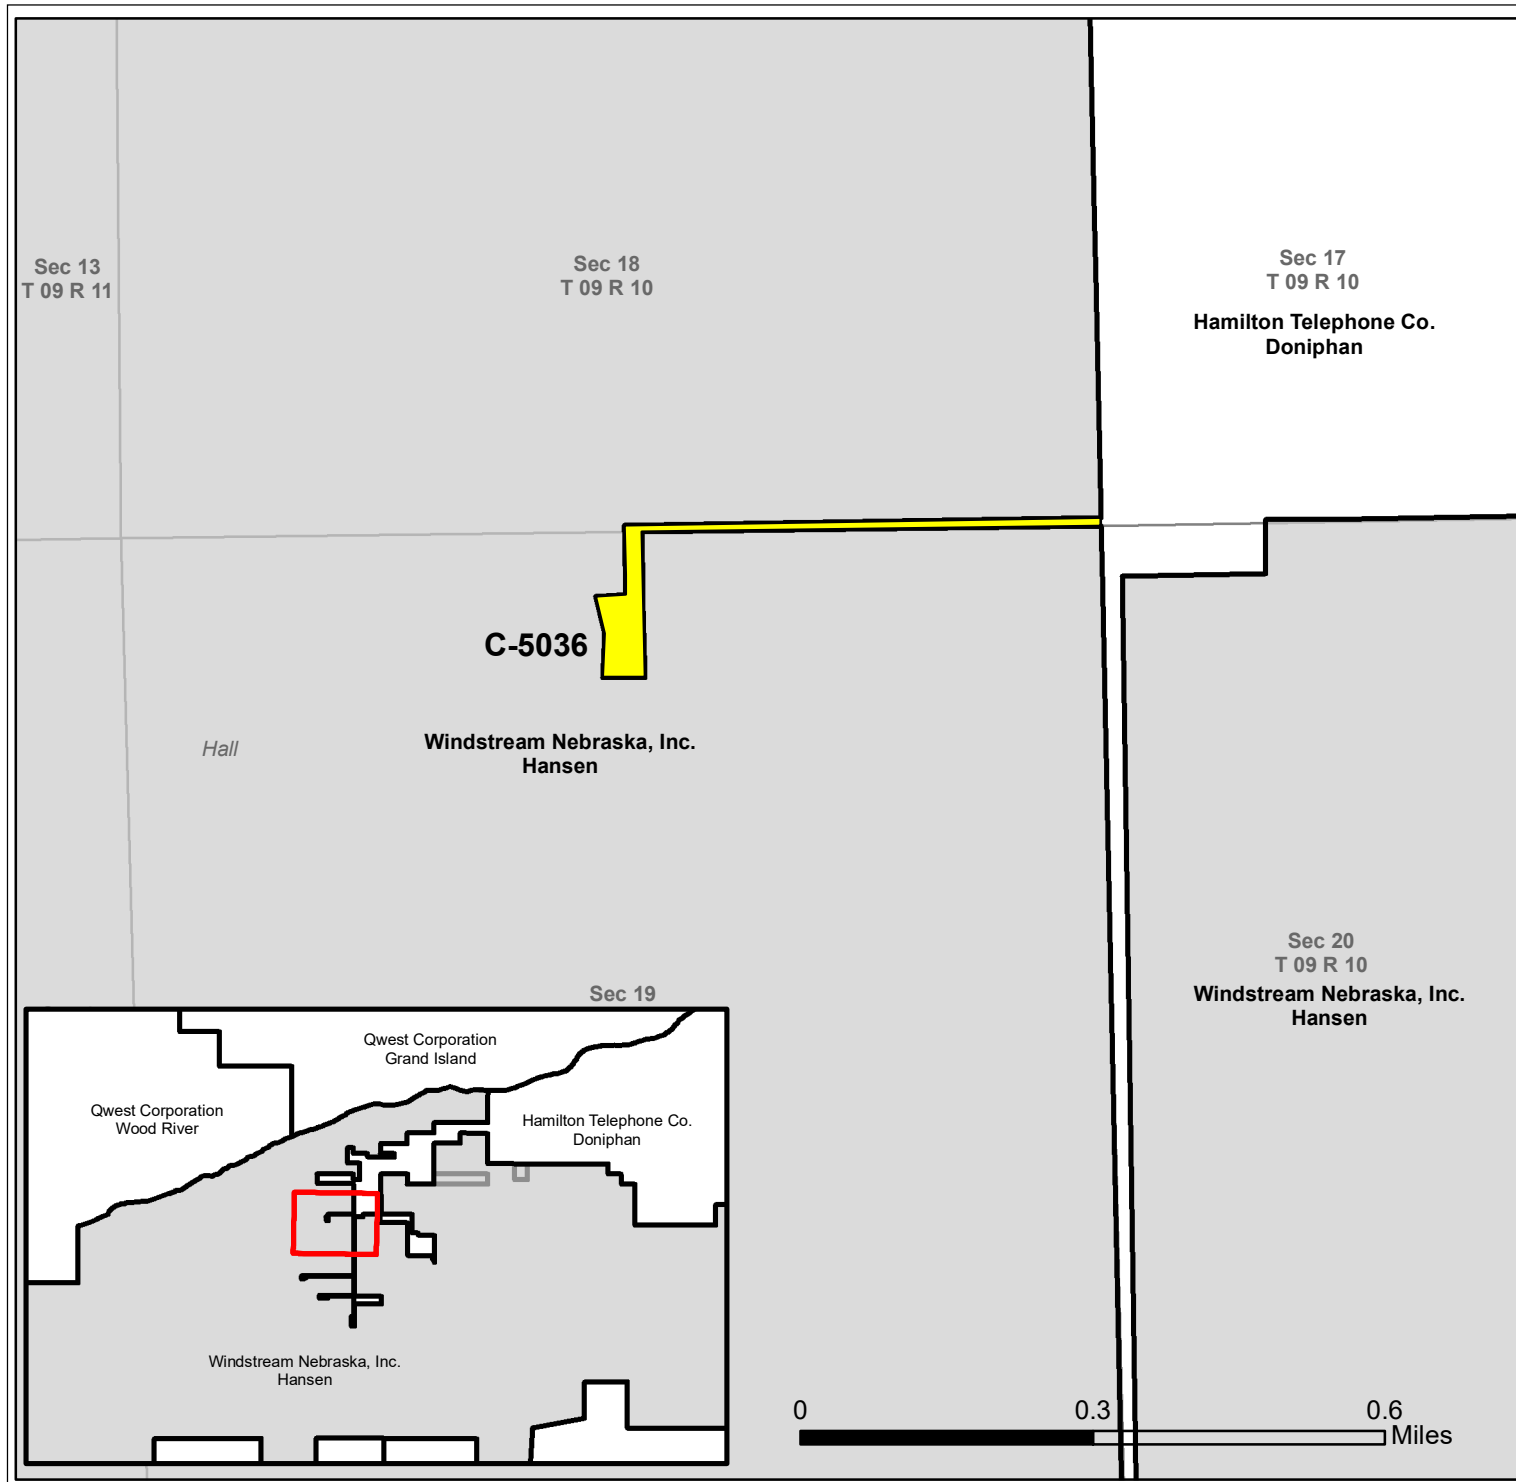 Sec 13
T 09 R 11
Sec 18
T 09 R 10
Sec 17
T 09 R 10
Hamilton Telephone Co.
Doniphan
C-5036
Hall
Windstream Nebraska, Inc.
Hansen
Sec 20
T 09 R 10
Windstream Nebraska, Inc.
Hansen
Sec 19
Qwest Corporation
Grand Island
Qwest Corporation
Wood River
Hamilton Telephone Co.
Doniphan
Windstream Nebraska, Inc.
Hansen
0 0.3 0.6
Miles